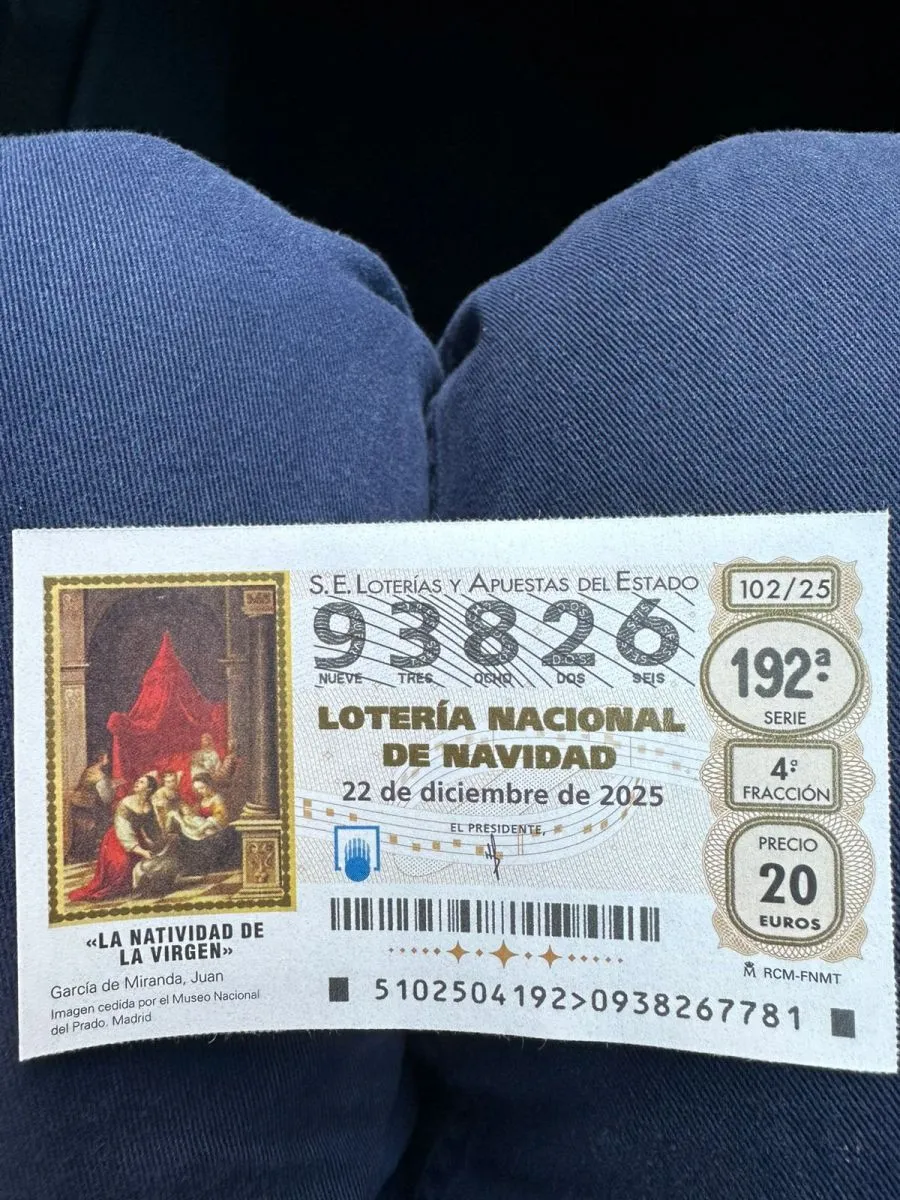 S.E. LOTERÍAS Y APUESTAS DEL ESTADO
93826
NUEVE TRES OCHO DOS SEIS
LOTERÍA NACIONAL
DE NAVIDAD
22 de diciembre de 2025
EL PRESIDENTE,
102/25
192ª
SERIE
4ª
FRACCIÓN
PRECIO
20
EUROS
RCM-FNMT
«LA NATIVIDAD DE
LA VIRGEN»
García de Miranda, Juan
Imagen cedida por el Museo Nacional
del Prado. Madrid
5102504192>0938267781